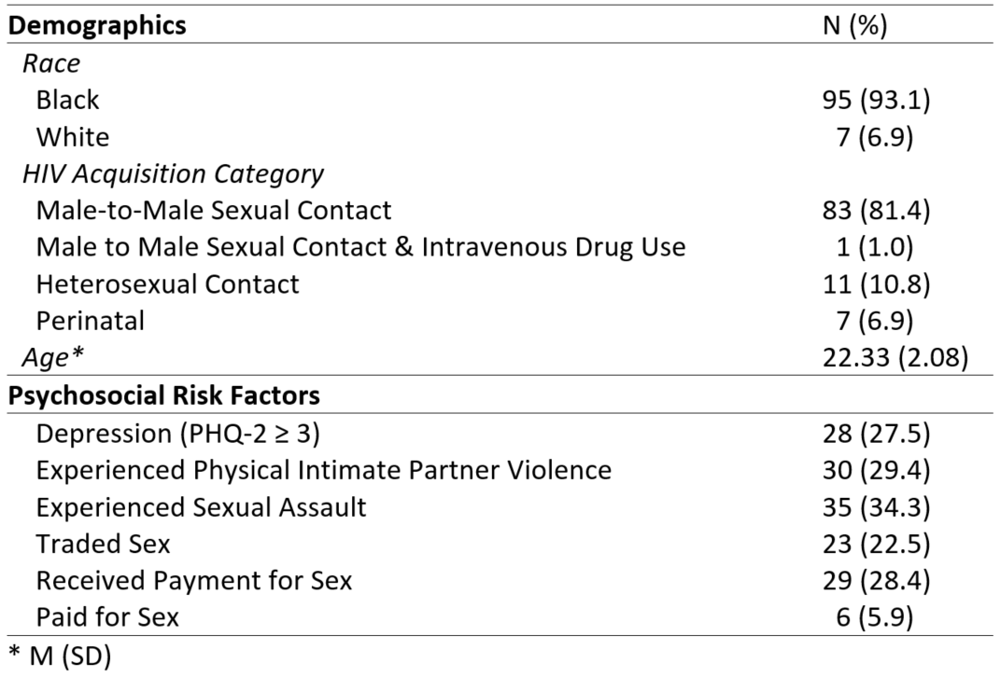 Demographics N (%)
Race
Black 95 (93.1)
White 7 (6.9)
HIV Acquisition Category
Male-to-Male Sexual Contact 83 (81.4)
Male to Male Sexual Contact & Intravenous Drug Use 1 (1.0)
Heterosexual Contact 11 (10.8)
Perinatal 7 (6.9)
Age* 22.33 (2.08)
Psychosocial Risk Factors
Depression (PHQ-2 ≥ 3) 28 (27.5)
Experienced Physical Intimate Partner Violence 30 (29.4)
Experienced Sexual Assault 35 (34.3)
Traded Sex 23 (22.5)
Received Payment for Sex 29 (28.4)
Paid for Sex 6 (5.9)
* M (SD)